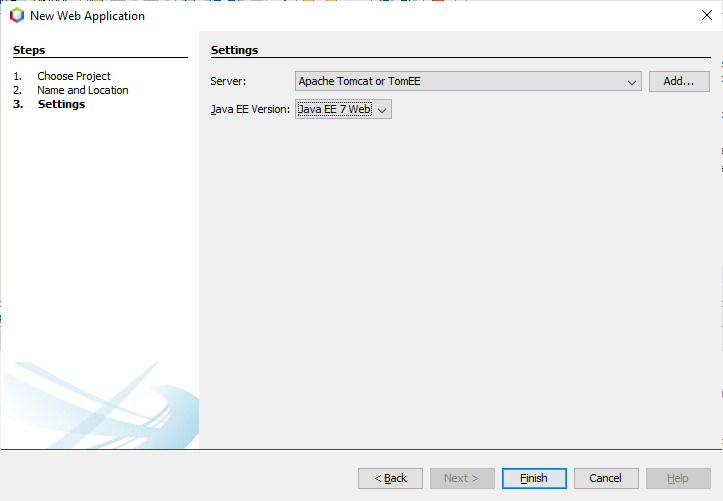 New Web Application
Steps
1. Choose Project
2. Name and Location
3. Settings
Settings
Server: Apache Tomcat or TomEE Add...
Java EE Version: Java EE 7 Web
< Back Next > Finish Cancel Help